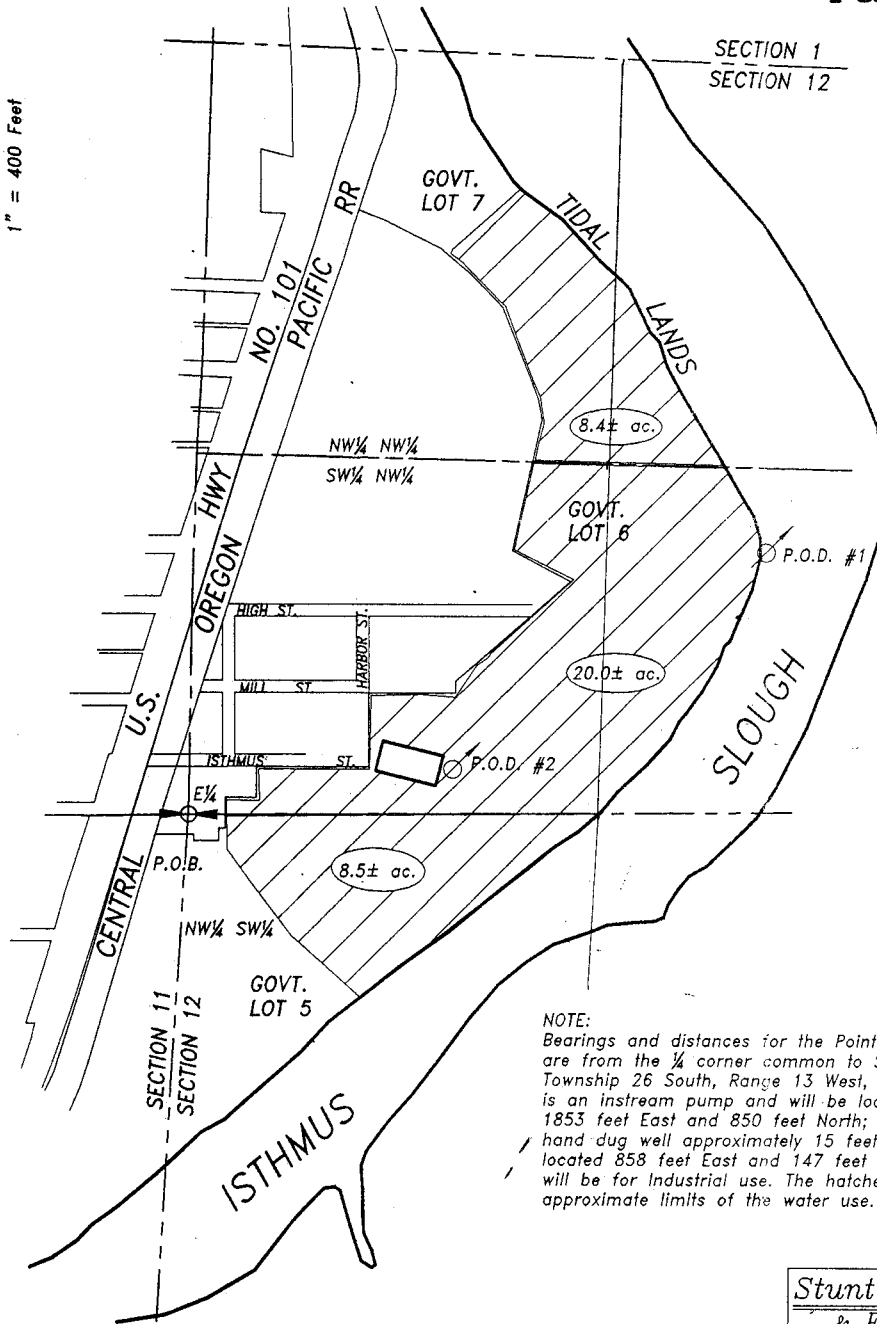 1" = 400 Feet
SECTION 1
SECTION 12
GOVT.
LOT 7
TIDAL
LANDS
NO. 101
RR
PACIFIC
8.4± ac.
NW¼ NW¼
SW¼ NW¼
HWY
OREGON
GOVT.
LOT 6
P.O.D. #1
HIGH ST.
HARBOR ST.
MILL ST.
20.0± ac.
U.S.
ISTHMUS ST.
P.O.D. #2
SLOUGH
E¼
P.O.B.
8.5± ac.
CENTRAL
NW¼ SW¼
GOVT.
LOT 5
SECTION 11
SECTION 12
ISTHMUS
NOTE:
Bearings and distances for the Point
are from the ¼ corner common to
Township 26 South, Range 13 West,
is an instream pump and will be
1853 feet East and 850 feet North;
hand dug well approximately 15 feet
located 858 feet East and 147 feet
will be for Industrial use. The
approximate limits of the water use.
Stunt